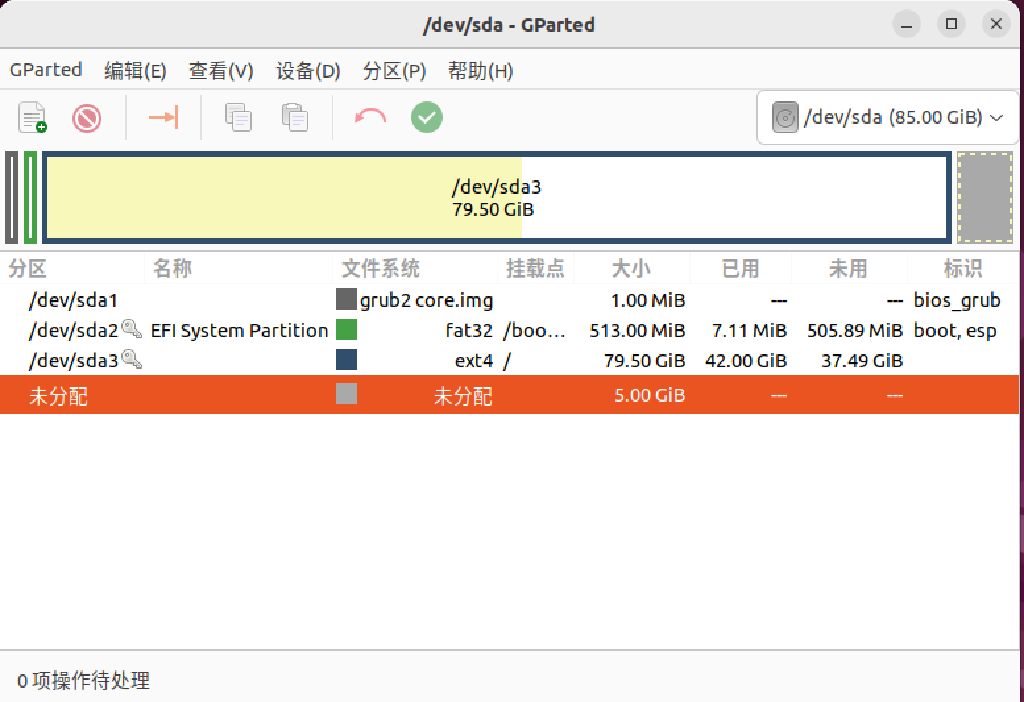 /dev/sda - GParted
GParted 编辑(E) 查看(V) 设备(D) 分区(P) 帮助(H)
/dev/sda (85.00 GiB)
/dev/sda3
79.50 GiB
分区 名称 文件系统 挂载点 大小 已用 未用 标识
/dev/sda1 grub2 core.img 1.00 MiB --- --- bios_grub
/dev/sda2 EFI System Partition fat32 /boo... 513.00 MiB 7.11 MiB 505.89 MiB boot, esp
/dev/sda3 ext4 / 79.50 GiB 42.00 GiB 37.49 GiB
未分配 未分配 5.00 GiB --- ---
0 项操作待处理